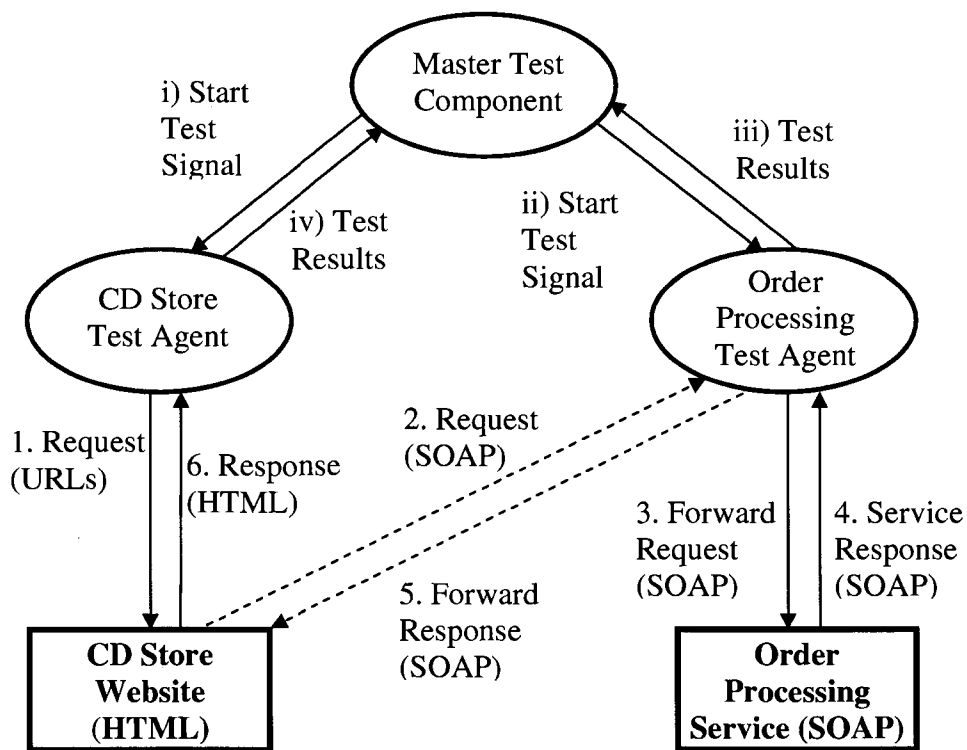 Master Test
Component
i) Start
Test
Signal
iii) Test
Results
iv) Test
Results
ii) Start
Test
Signal
CD Store
Test Agent
Order
Processing
Test Agent
1. Request
(URLs)
6. Response
(HTML)
2. Request
(SOAP)
3. Forward
Request
(SOAP)
4. Service
Response
(SOAP)
5. Forward
Response
(SOAP)
CD Store
Website
(HTML)
Order
Processing
Service (SOAP)